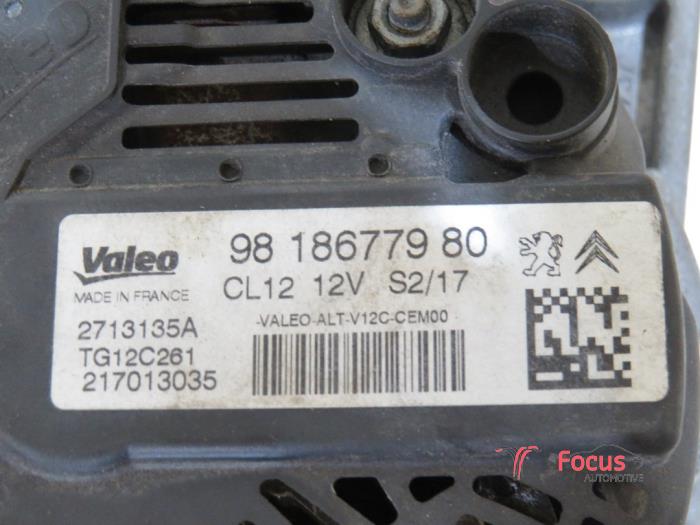 Valeo
MADE IN FRANCE
2713135A
TG12C261
217013035
98 186779 80
CL12 12V S2/17
-VALEO-ALT-V12C-CEM00-
Focus
AUTOMOTIVE